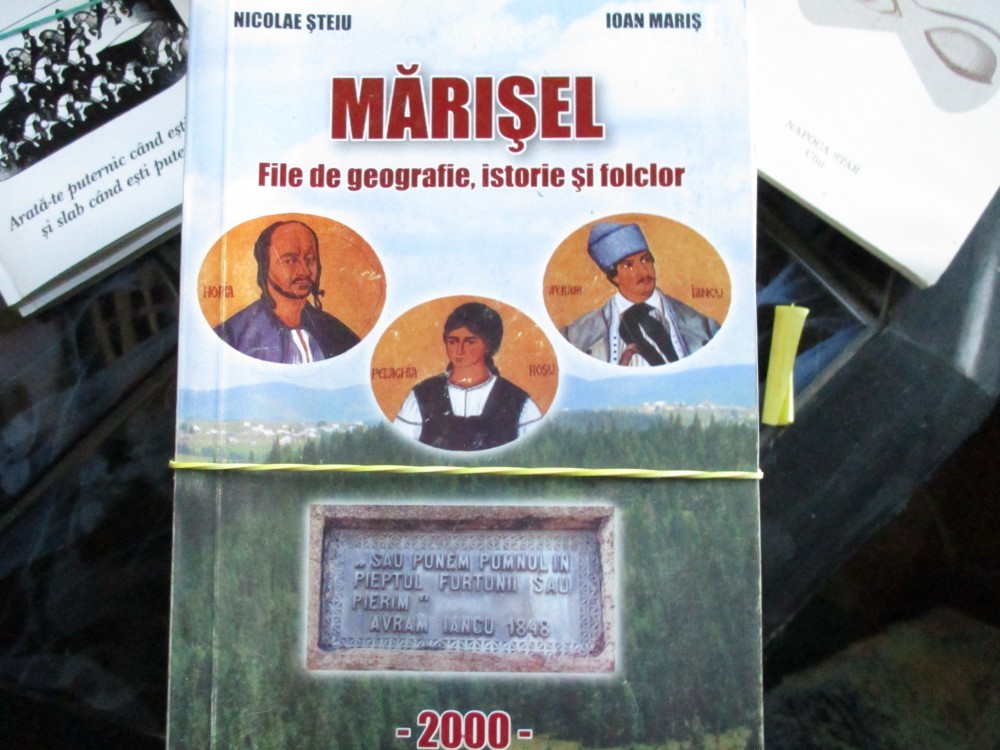 NICOLAE ŞTEIU
IOAN MARIŞ
MĂRIŞEL
File de geografie, istorie şi folclor
HOREA
AVRAM IANCU
PELAGHIA ROŞU
„SAU PUNEM PUMNUL IN
PIEPTUL FURTUNII SAU
PIERIM"
AVRAM IANCU 1848
- 2000 -
Arată-te puternic când eşti
şi slab când eşti pute
NAPOCA STAR
Cluj